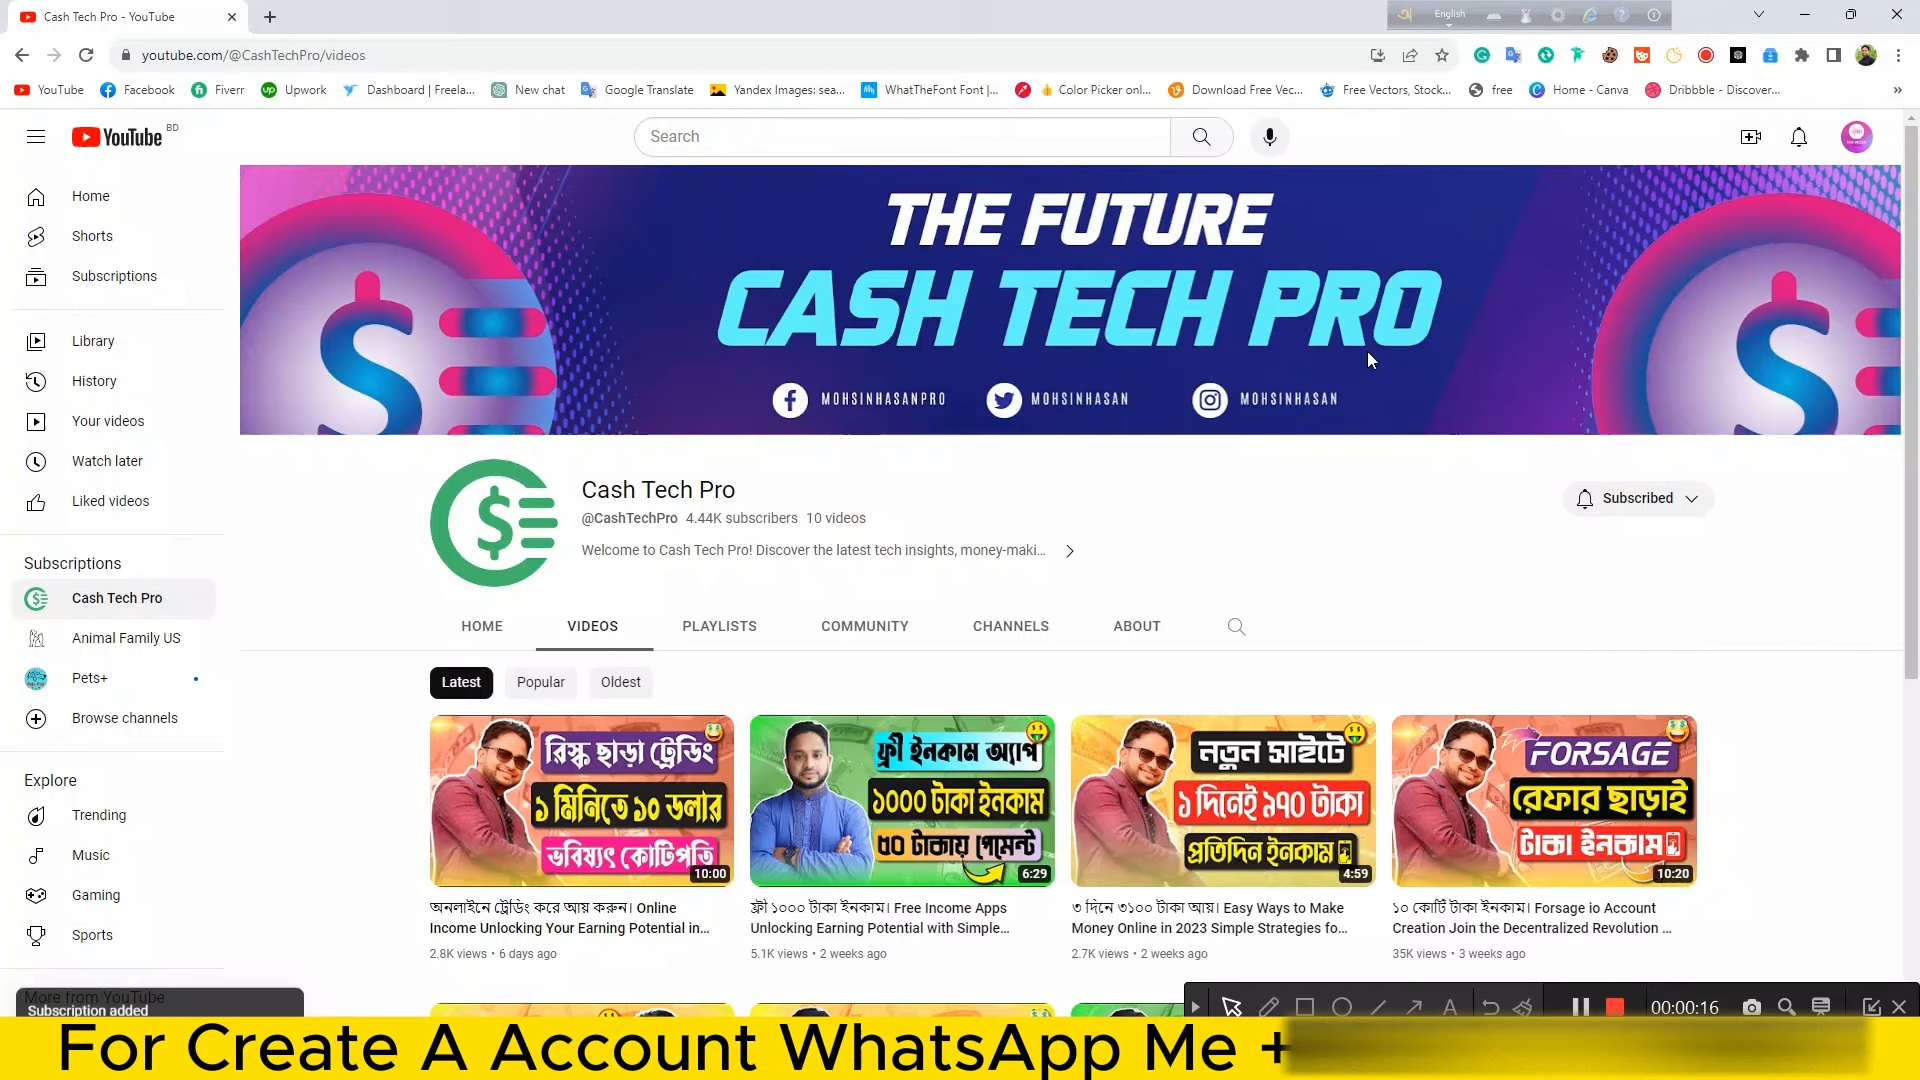 Cash Tech Pro - YouTube
English
youtube.com/@CashTechPro/videos
YouTube
Facebook
Fiverr
Upwork
Dashboard | Freela...
New chat
Google Translate
Yandex Images: sea...
WhatTheFont Font |...
Color Picker onl...
Download Free Vec...
Free Vectors, Stock...
free
Home - Canva
Dribbble - Discover...
YouTube BD
Search
Home
Shorts
Subscriptions
Library
History
Your videos
Watch later
Liked videos
Subscriptions
Cash Tech Pro
Animal Family US
Pets+
Browse channels
Explore
Trending
Music
Gaming
Sports
More from YouTube
Subscription added
THE FUTURE
CASH TECH PRO
MOHSINHASANPRO
MOHSINHASAN
MOHSINHASAN
Cash Tech Pro
@CashTechPro 4.44K subscribers 10 videos
Welcome to Cash Tech Pro! Discover the latest tech insights, money-maki...
Subscribed
HOME
VIDEOS
PLAYLISTS
COMMUNITY
CHANNELS
ABOUT
Latest
Popular
Oldest
রিস্ক ছাড়া ট্রেডিং
১ মিনিতে ১০ ডলার
ভবিষ্যৎ কোটিপতি
10:00
অনলাইনে ট্রেডিং করে আয় করুন। Online
Income Unlocking Your Earning Potential in...
2.8K views • 6 days ago
ফ্রী ইনকাম অ্যাপ
১০০০ টাকা ইনকাম
৫০ টাকায় পেমেন্ট
6:29
ফ্রী ১০০০ টাকা ইনকাম। Free Income Apps
Unlocking Earning Potential with Simple...
5.1K views • 2 weeks ago
নতুন সাইটে
১ দিনেই ৯৭০ টাকা
প্রতিদিন ইনকাম
4:59
৩ দিনে ৩১০০ টাকা আয়। Easy Ways to Make
Money Online in 2023 Simple Strategies fo...
2.7K views • 2 weeks ago
FORSAGE
রেফার ছাড়াই
টাকা ইনকাম
10:20
১০ কোটি টাকা ইনকাম। Forsage io Account
Creation Join the Decentralized Revolution ...
35K views • 3 weeks ago
00:00:16
For Create A Account WhatsApp Me +